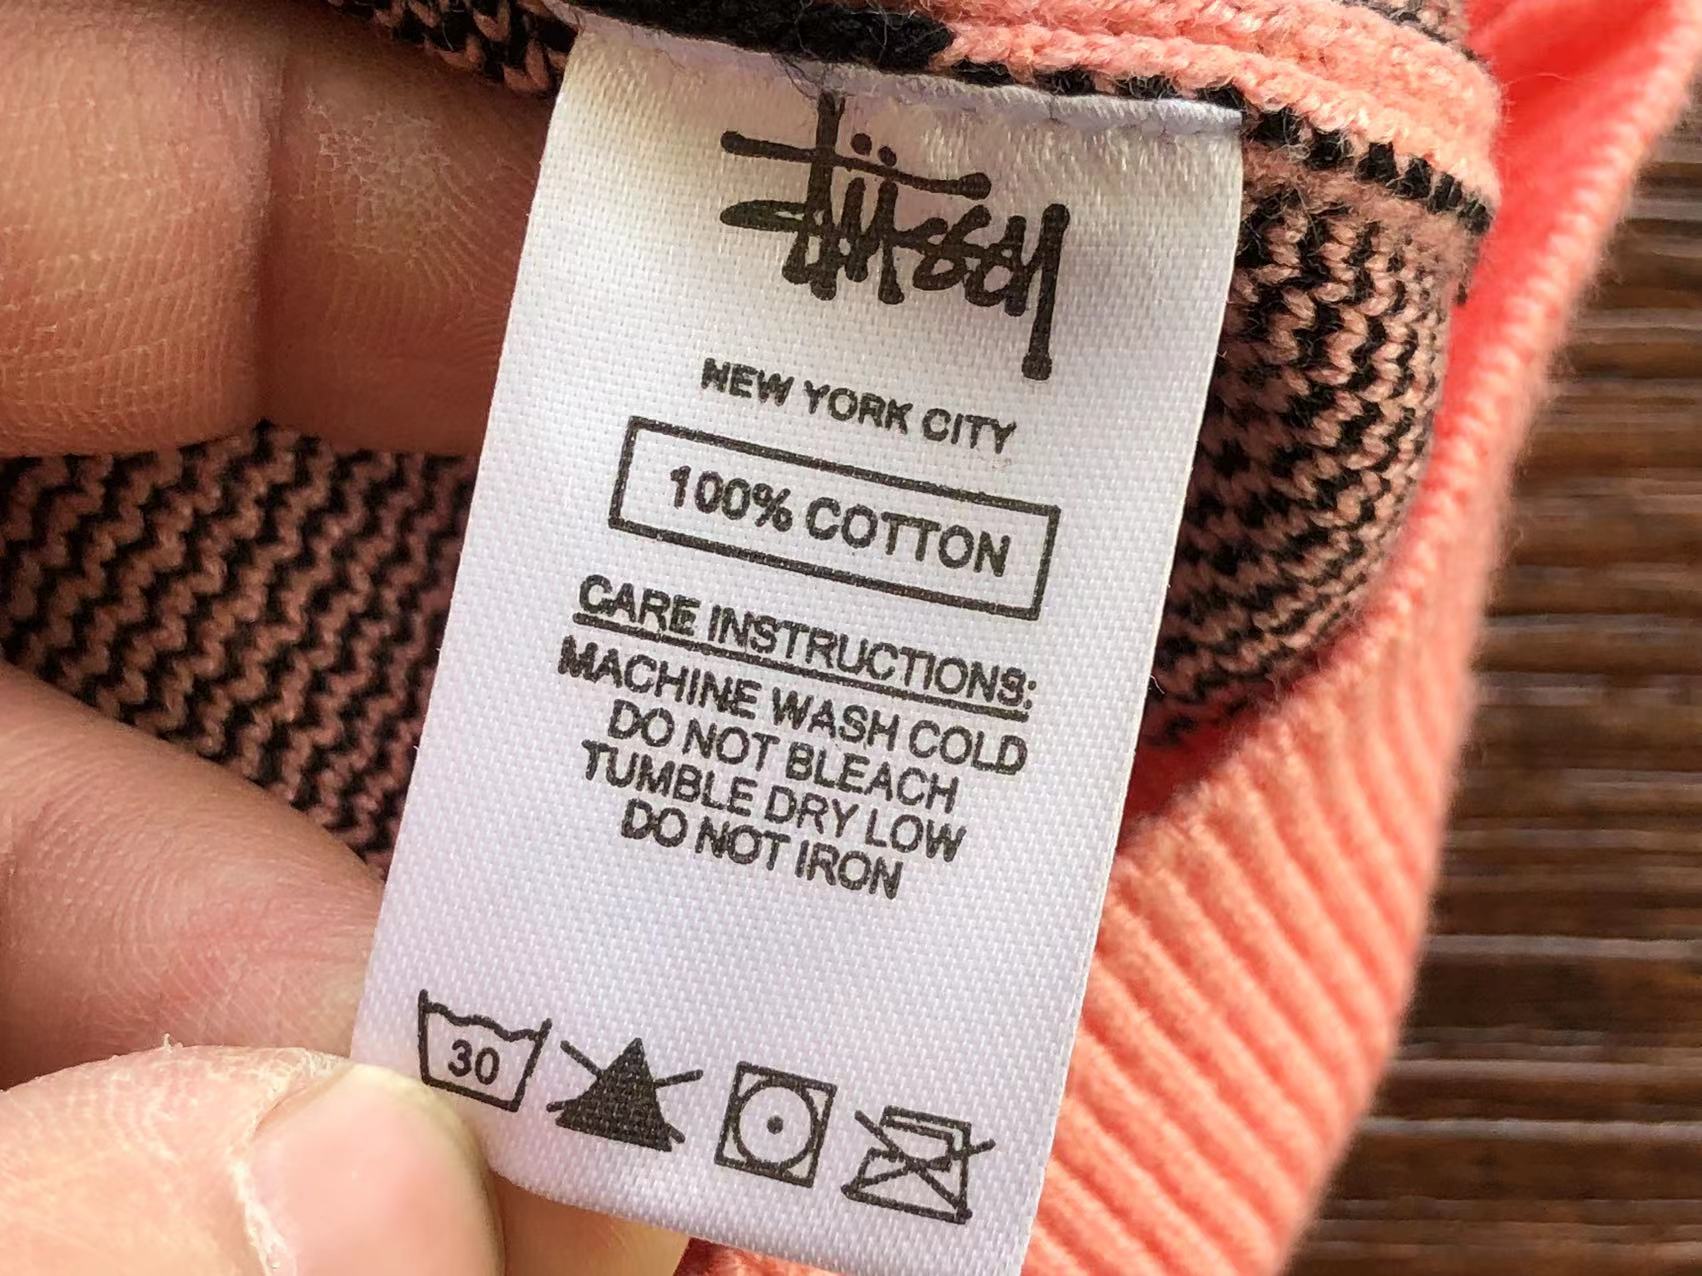 Stüssy
NEW YORK CITY
100% COTTON
CARE INSTRUCTIONS:
MACHINE WASH COLD
DO NOT BLEACH
TUMBLE DRY LOW
DO NOT IRON
30